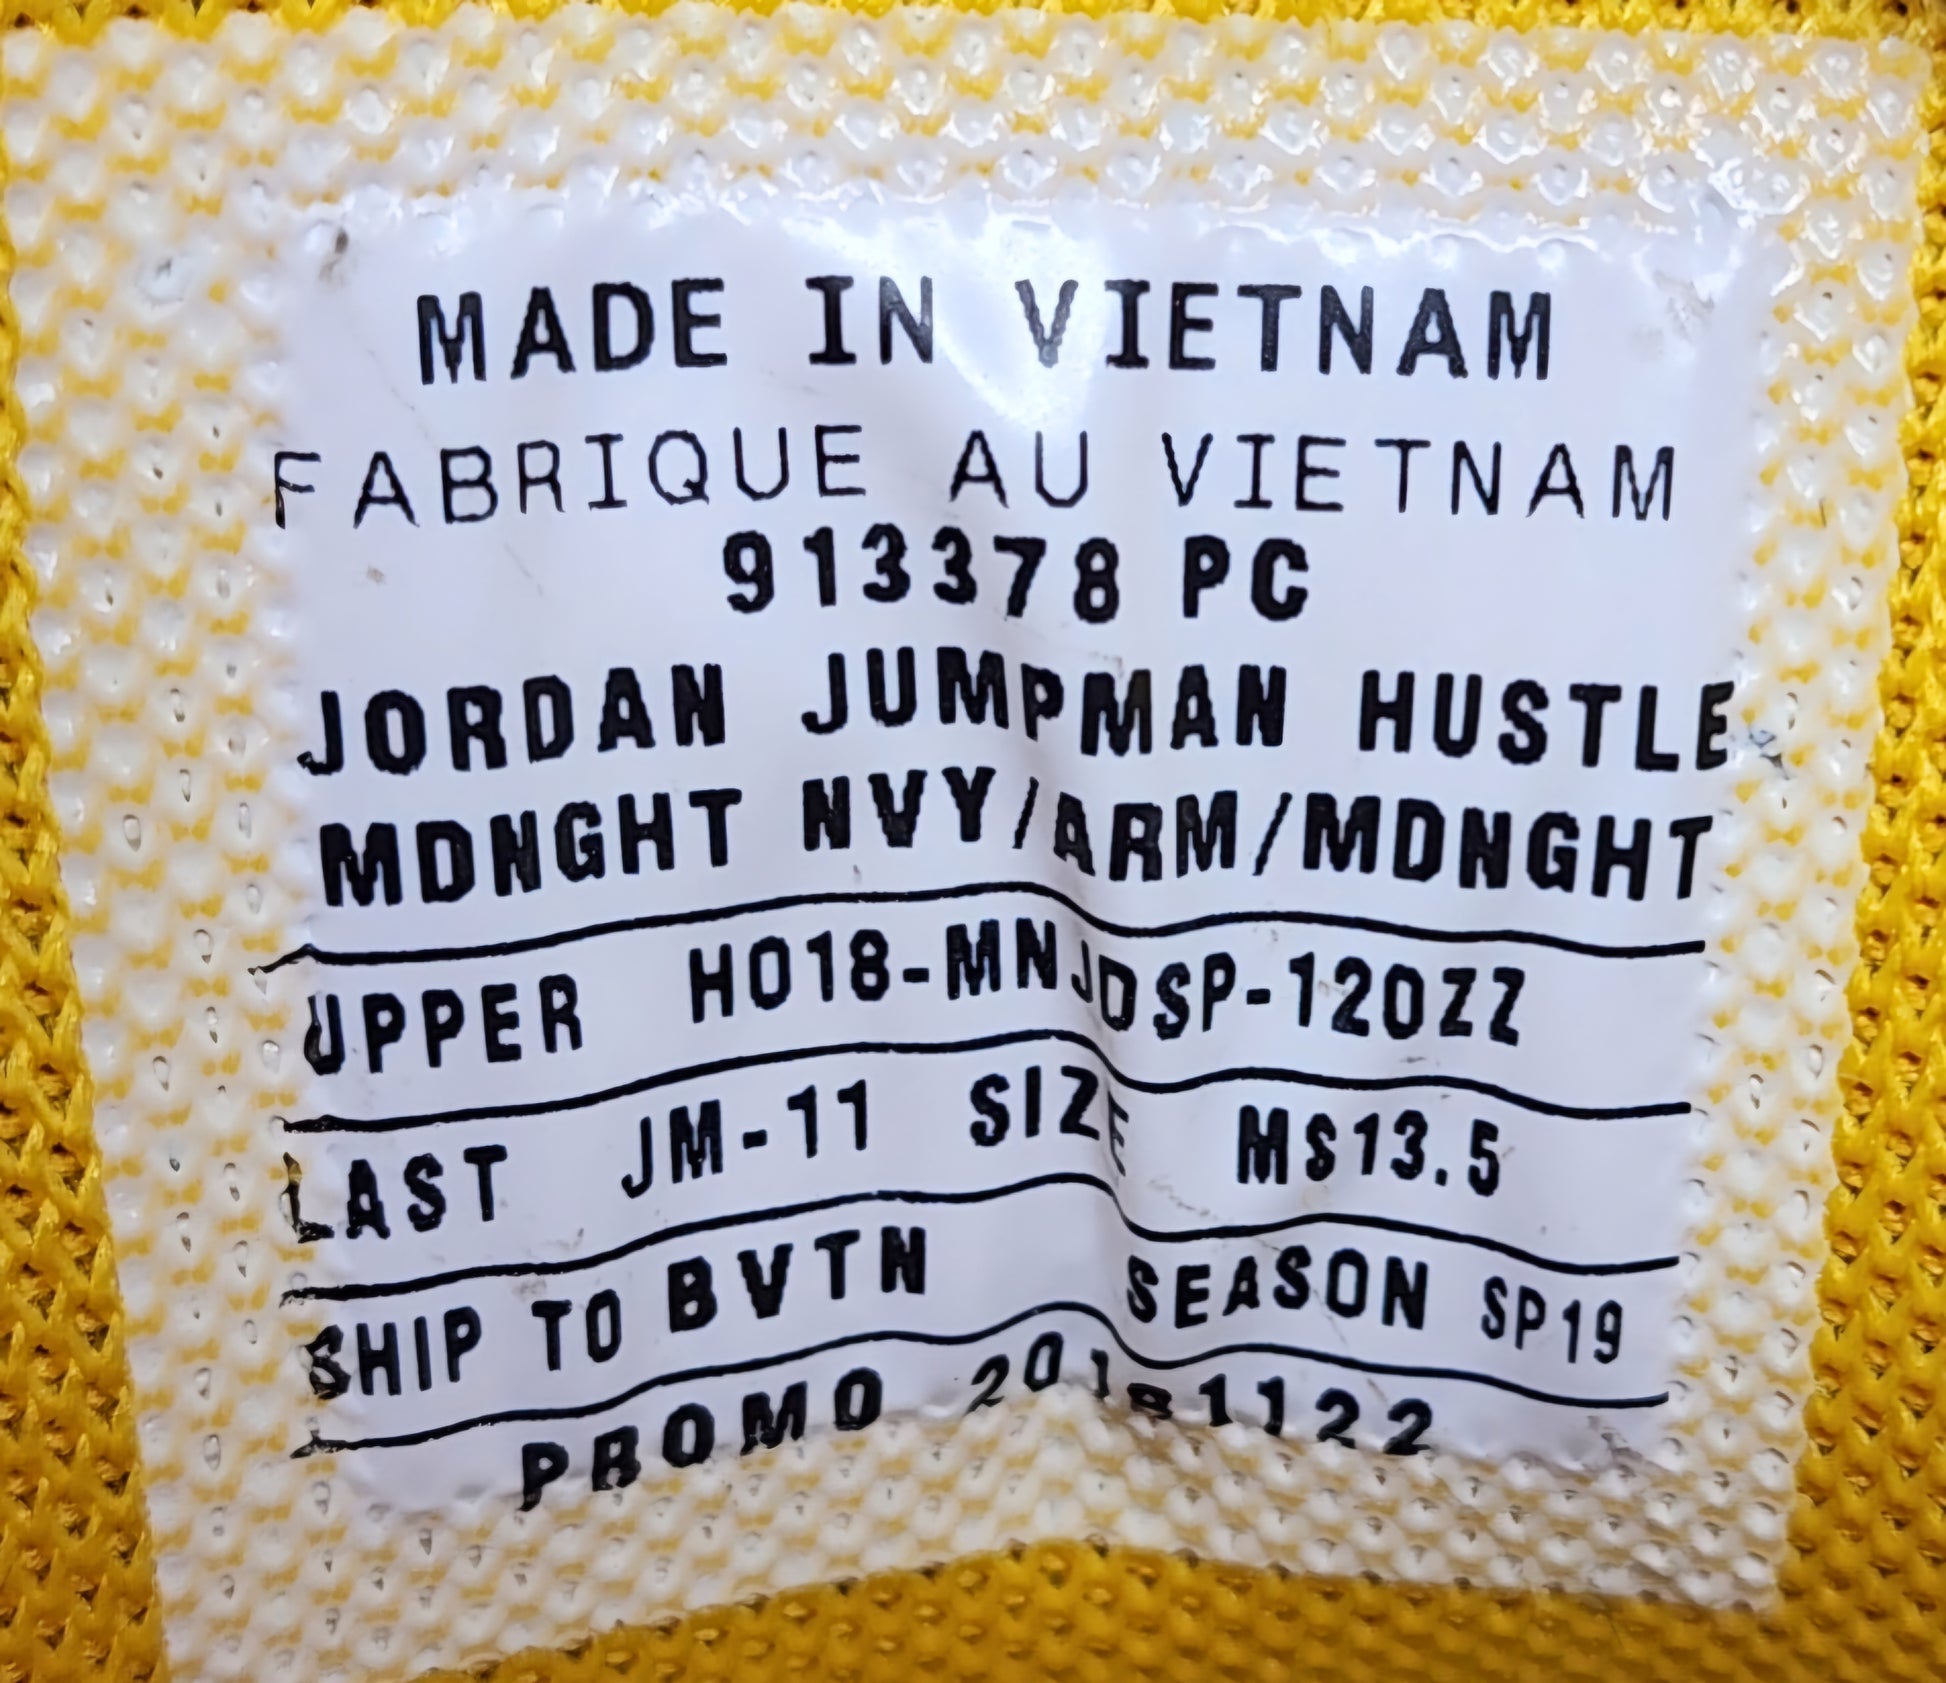 MADE IN VIETNAM
FABRIQUE AU VIETNAM
913378 PC
JORDAN JUMPMAN HUSTLE
MDNGHT NVY/ARM/MDNGHT
UPPER HO18-MNJDSP-120ZZ
LAST JM-11 SIZE MS13.5
SHIP TO BVTN SEASON SP19
PROMO 20181122